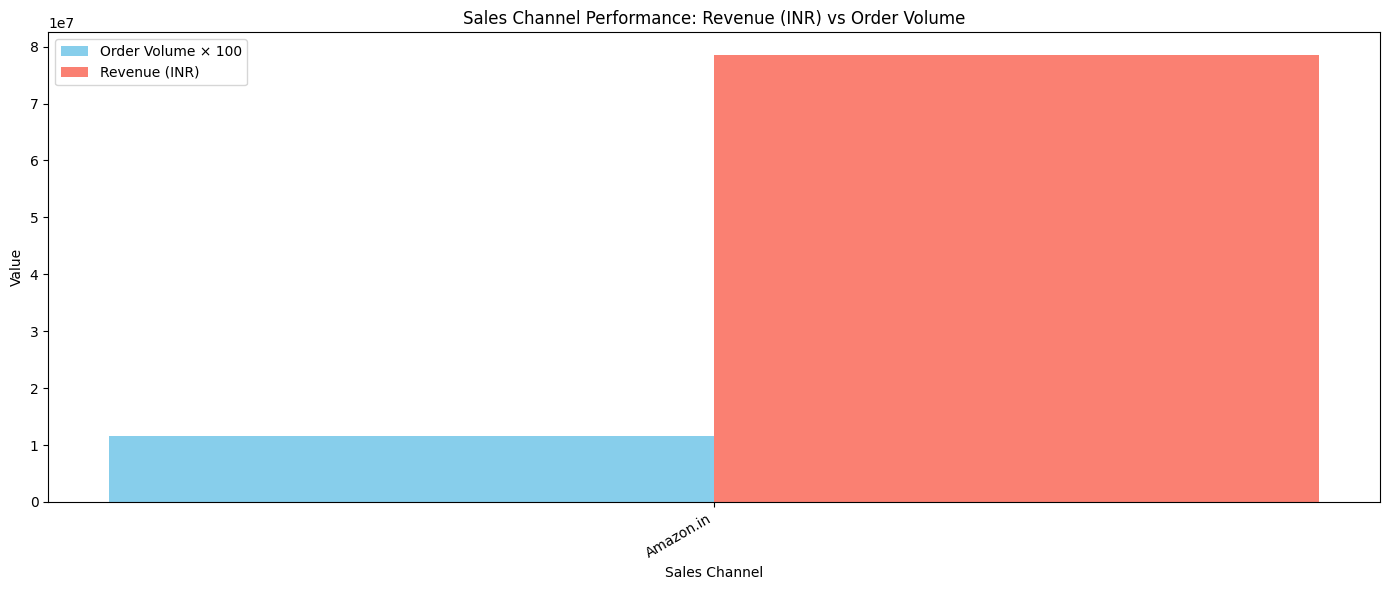 Sales Channel Performance: Revenue (INR) vs Order Volume
1e7
Order Volume × 100
Revenue (INR)
8
7
6
5
4
3
2
1
0
Value
Amazon.in
Sales Channel